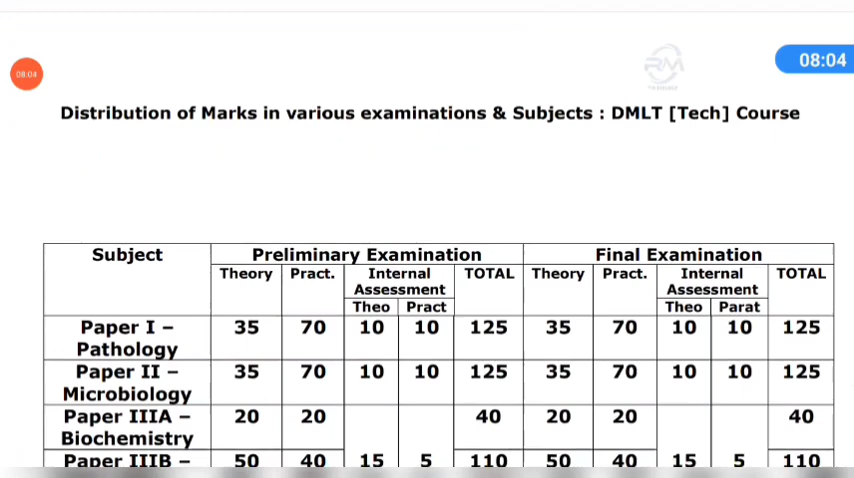 08:04
RM
08:04
Distribution of Marks in various examinations & Subjects : DMLT [Tech] Course
Subject Preliminary Examination Final Examination
Theory Pract. Internal Assessment TOTAL Theory Pract. Internal Assessment TOTAL
Theo Pract Theo Parat
Paper I – Pathology 35 70 10 10 125 35 70 10 10 125
Paper II – Microbiology 35 70 10 10 125 35 70 10 10 125
Paper IIIA – Biochemistry 20 20 40 20 20 40
Paper IIIB – 50 40 15 5 110 50 40 15 5 110